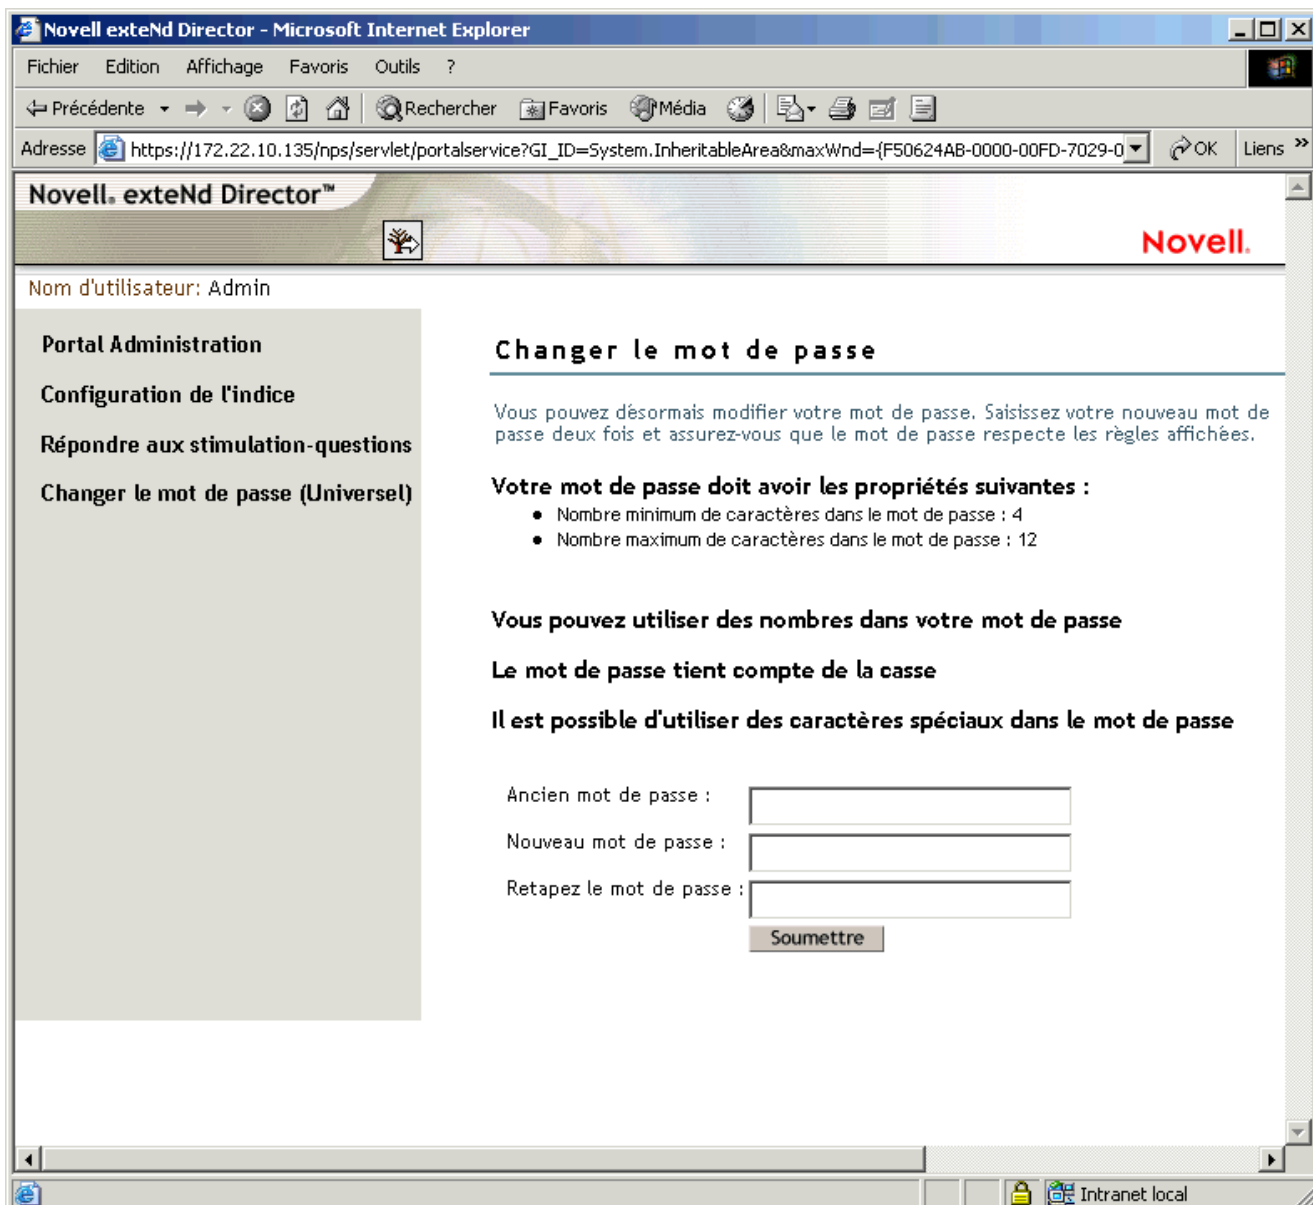 Novell exteNd Director - Microsoft Internet Explorer
Fichier Edition Affichage Favoris Outils ?
Précédente Rechercher Favoris Média
Adresse https://172.22.10.135/nps/servlet/portalservice?GI_ID=System.InheritableArea&maxWnd={F50624AB-0000-00FD-7029-0 OK Liens »
Novell® exteNd Director™
Novell®
Nom d'utilisateur: Admin
Portal Administration
Configuration de l'indice
Répondre aux stimulation-questions
Changer le mot de passe (Universel)
Changer le mot de passe
Vous pouvez désormais modifier votre mot de passe. Saisissez votre nouveau mot de
passe deux fois et assurez-vous que le mot de passe respecte les règles affichées.
Votre mot de passe doit avoir les propriétés suivantes :
• Nombre minimum de caractères dans le mot de passe : 4
• Nombre maximum de caractères dans le mot de passe : 12
Vous pouvez utiliser des nombres dans votre mot de passe
Le mot de passe tient compte de la casse
Il est possible d'utiliser des caractères spéciaux dans le mot de passe
Ancien mot de passe :
Nouveau mot de passe :
Retapez le mot de passe :
Soumettre
Intranet local